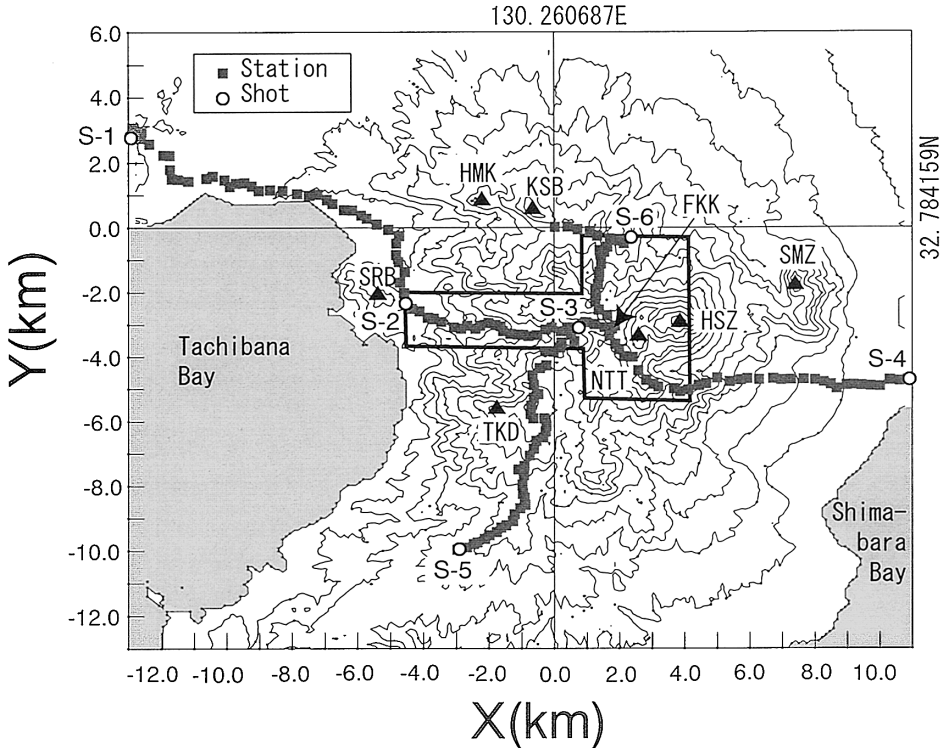 130.260687E
6.0
Station
Shot
4.0
S-1
2.0
HMK
KSB
S-6
FKK
32.784159N
0.0
SRB
SMZ
-2.0
S-2
S-3
HSZ
Y(km)
-4.0
Tachibana
Bay
NTT
S-4
-6.0
TKD
-8.0
Shima-
bara
Bay
-10.0
S-5
-12.0
-12.0 -10.0 -8.0 -6.0 -4.0 -2.0 0.0 2.0 4.0 6.0 8.0 10.0
X(km)